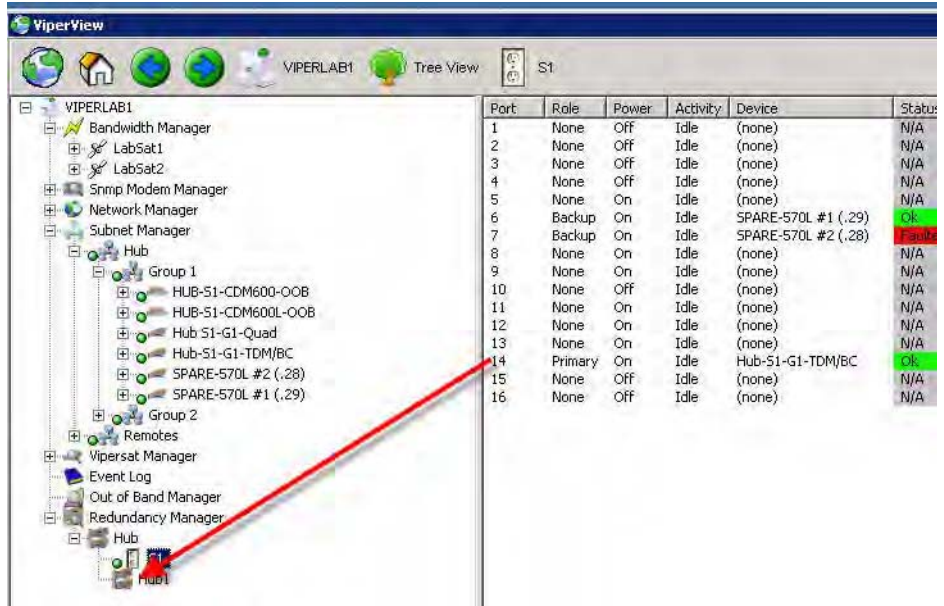 ViperView
VIPERLAB1 Tree View S1
VIPERLAB1
Bandwidth Manager
LabSat1
LabSat2
Snmp Modem Manager
Network Manager
Subnet Manager
Hub
Group 1
HUB-S1-CDM600-OOB
HUB-S1-CDM600L-OOB
Hub S1-G1-Quad
Hub-S1-G1-TDM/BC
SPARE-570L #2 (.28)
SPARE-570L #1 (.29)
Group 2
Remotes
Vipersat Manager
Event Log
Out of Band Manager
Redundancy Manager
Hub
Hub1
Port Role Power Activity Device Status
1 None Off Idle (none) N/A
2 None Off Idle (none) N/A
3 None Off Idle (none) N/A
4 None Off Idle (none) N/A
5 None On Idle (none) N/A
6 Backup On Idle SPARE-570L #1 (.29) Ok
7 Backup On Idle SPARE-570L #2 (.28) Faulte
8 None On Idle (none) N/A
9 None On Idle (none) N/A
10 None Off Idle (none) N/A
11 None On Idle (none) N/A
12 None On Idle (none) N/A
13 None On Idle (none) N/A
14 Primary On Idle Hub-S1-G1-TDM/BC Ok
15 None Off Idle (none) N/A
16 None Off Idle (none) N/A